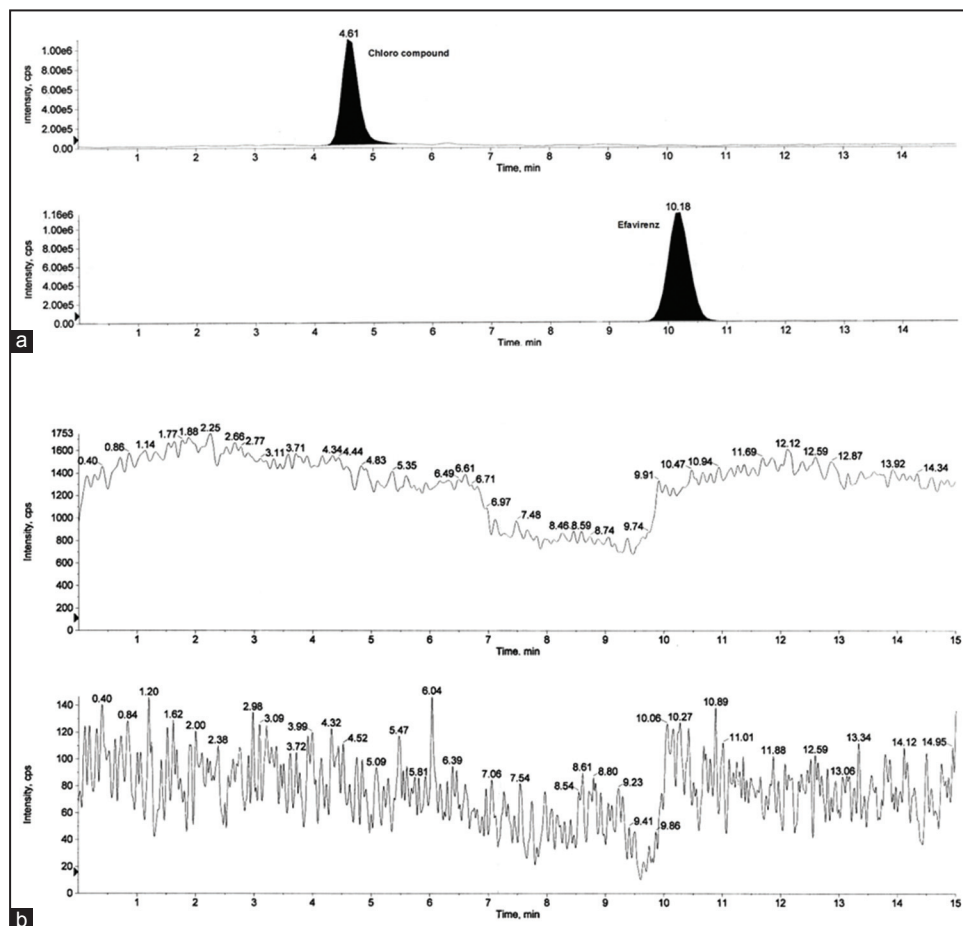 4.61
Chloro compound
1.00e6
8.00e5
6.00e5
4.00e5
2.00e5
0.00
Intensity, cps
1 2 3 4 5 6 7 8 9 10 11 12 13 14
Time, min
10.18
Efavirenz
1.16e6
1.00e6
8.00e5
6.00e5
4.00e5
2.00e5
0.00
Intensity, cps
1 2 3 4 5 6 7 8 9 10 11 12 13 14
Time, min
a
1753
1600
1400
1200
1000
800
600
400
200
0
Intensity, cps
0.40 0.86 1.14 1.77 1.88 2.25 2.66 2.77 3.11 3.71 4.34 4.44 4.83 5.35 6.49 6.61 6.71 6.97 7.48 8.46 8.59 8.74 9.74 9.91 10.47 10.94 11.69 12.12 12.59 12.87 13.92 14.34
1 2 3 4 5 6 7 8 9 10 11 12 13 14 15
Time, min
140
120
100
80
60
40
20
0
Intensity, cps
0.40 0.84 1.20 1.62 2.00 2.38 2.98 3.09 3.72 3.99 4.32 4.52 5.09 5.47 5.81 6.04 6.39 7.06 7.54 8.54 8.61 8.80 9.23 9.41 9.86 10.06 10.27 10.89 11.01 11.88 12.59 13.06 13.34 14.12 14.95
1 2 3 4 5 6 7 8 9 10 11 12 13 14 15
Time, min
b